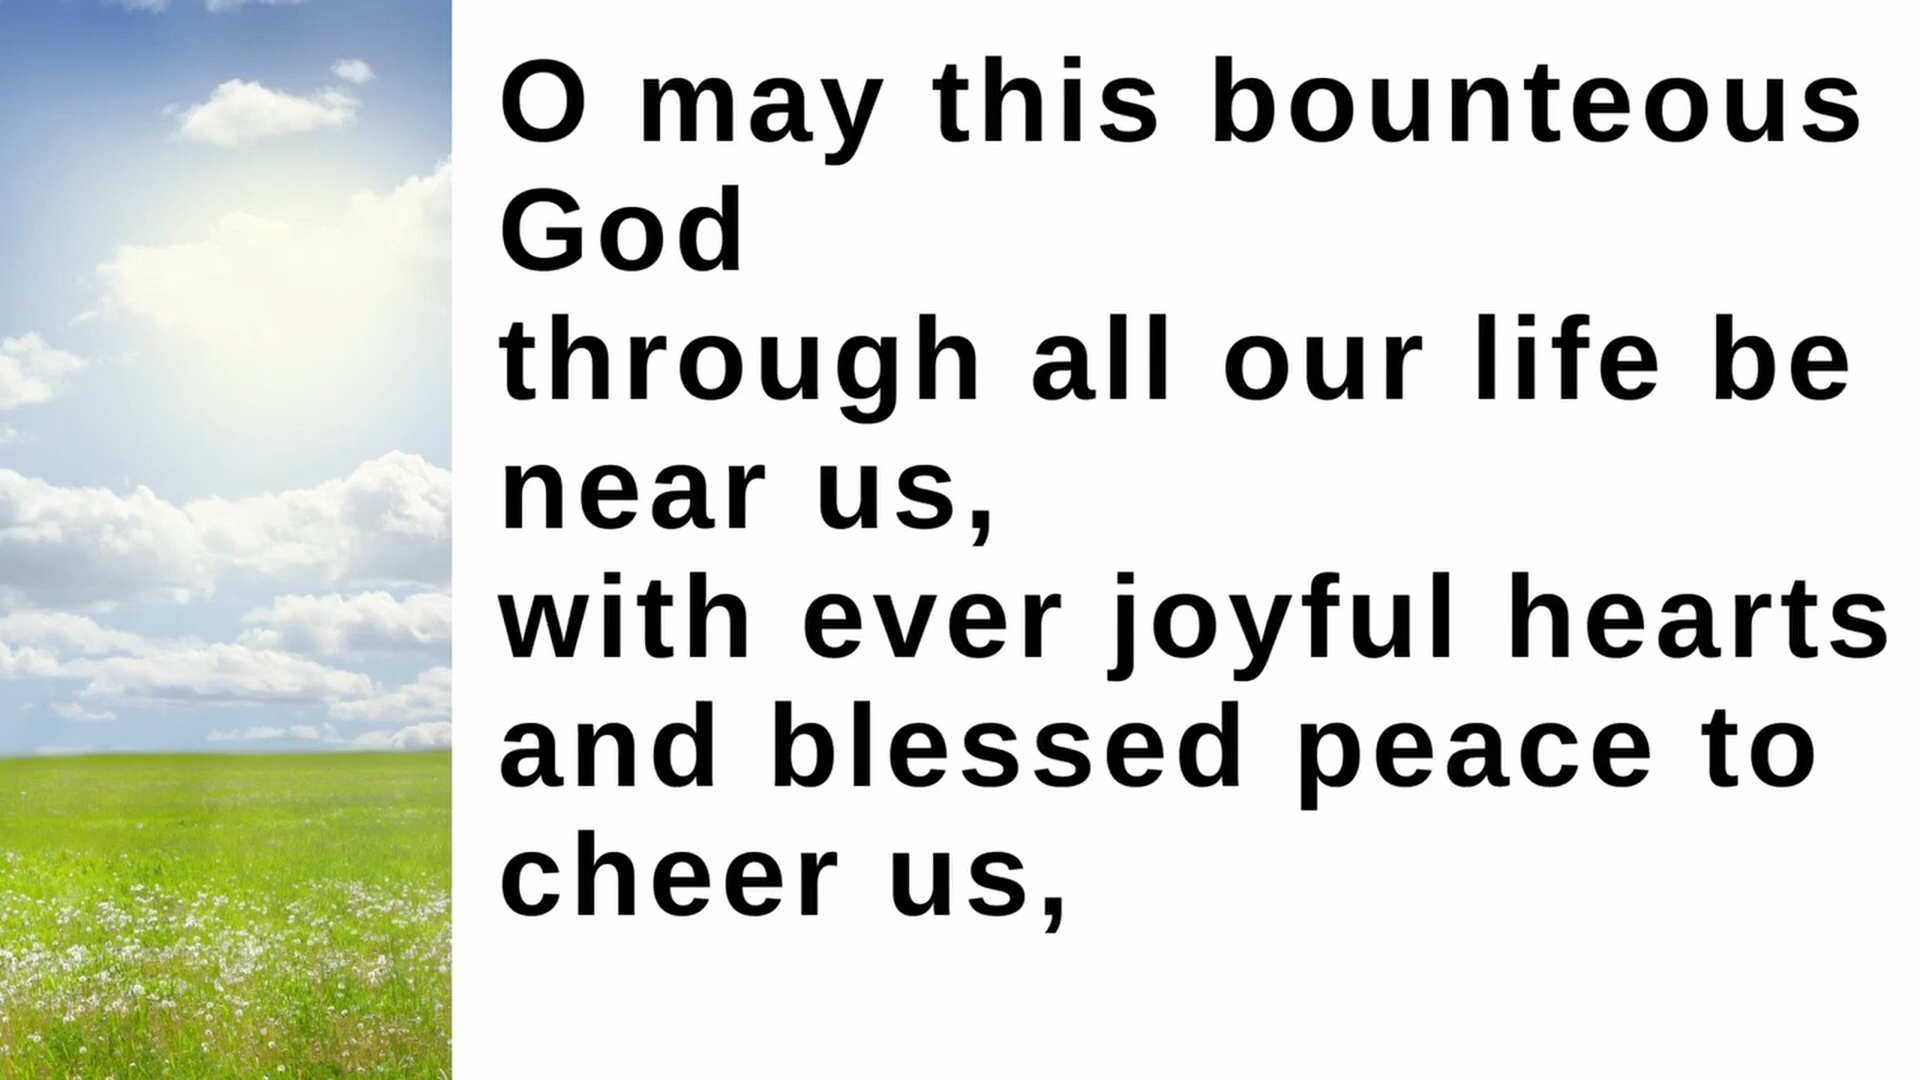 O may this bounteous
God
through all our life be
near us,
with ever joyful hearts
and blessed peace to
cheer us,